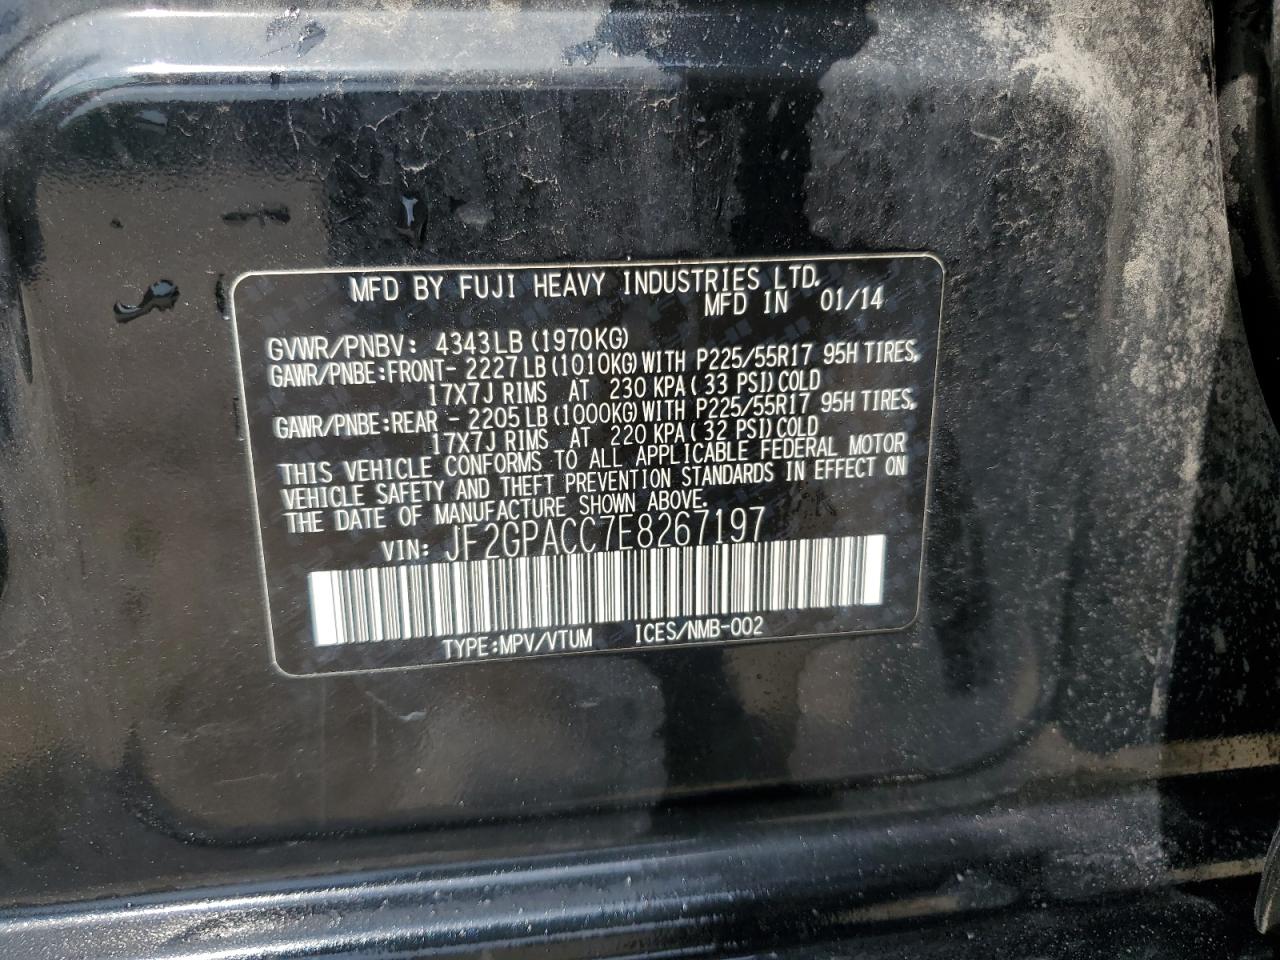 MFD BY FUJI HEAVY INDUSTRIES LTD.
MFD IN 01/14
GVWR/PNBV: 4343LB (1970KG)
GAWR/PNBE:FRONT- 2227LB (1010KG)WITH P225/55R17 95H TIRES,
17X7J RIMS AT 230 KPA( 33 PSI)COLD
GAWR/PNBE:REAR - 2205LB (1000KG)WITH P225/55R17 95H TIRES,
17X7J RIMS AT 220 KPA( 32 PSI)COLD
THIS VEHICLE CONFORMS TO ALL APPLICABLE FEDERAL MOTOR
VEHICLE SAFETY AND THEFT PREVENTION STANDARDS IN EFFECT ON
THE DATE OF MANUFACTURE SHOWN ABOVE.
VIN: JF2GPACC7E8267197
TYPE:MPV/VTUM ICES/NMB-002